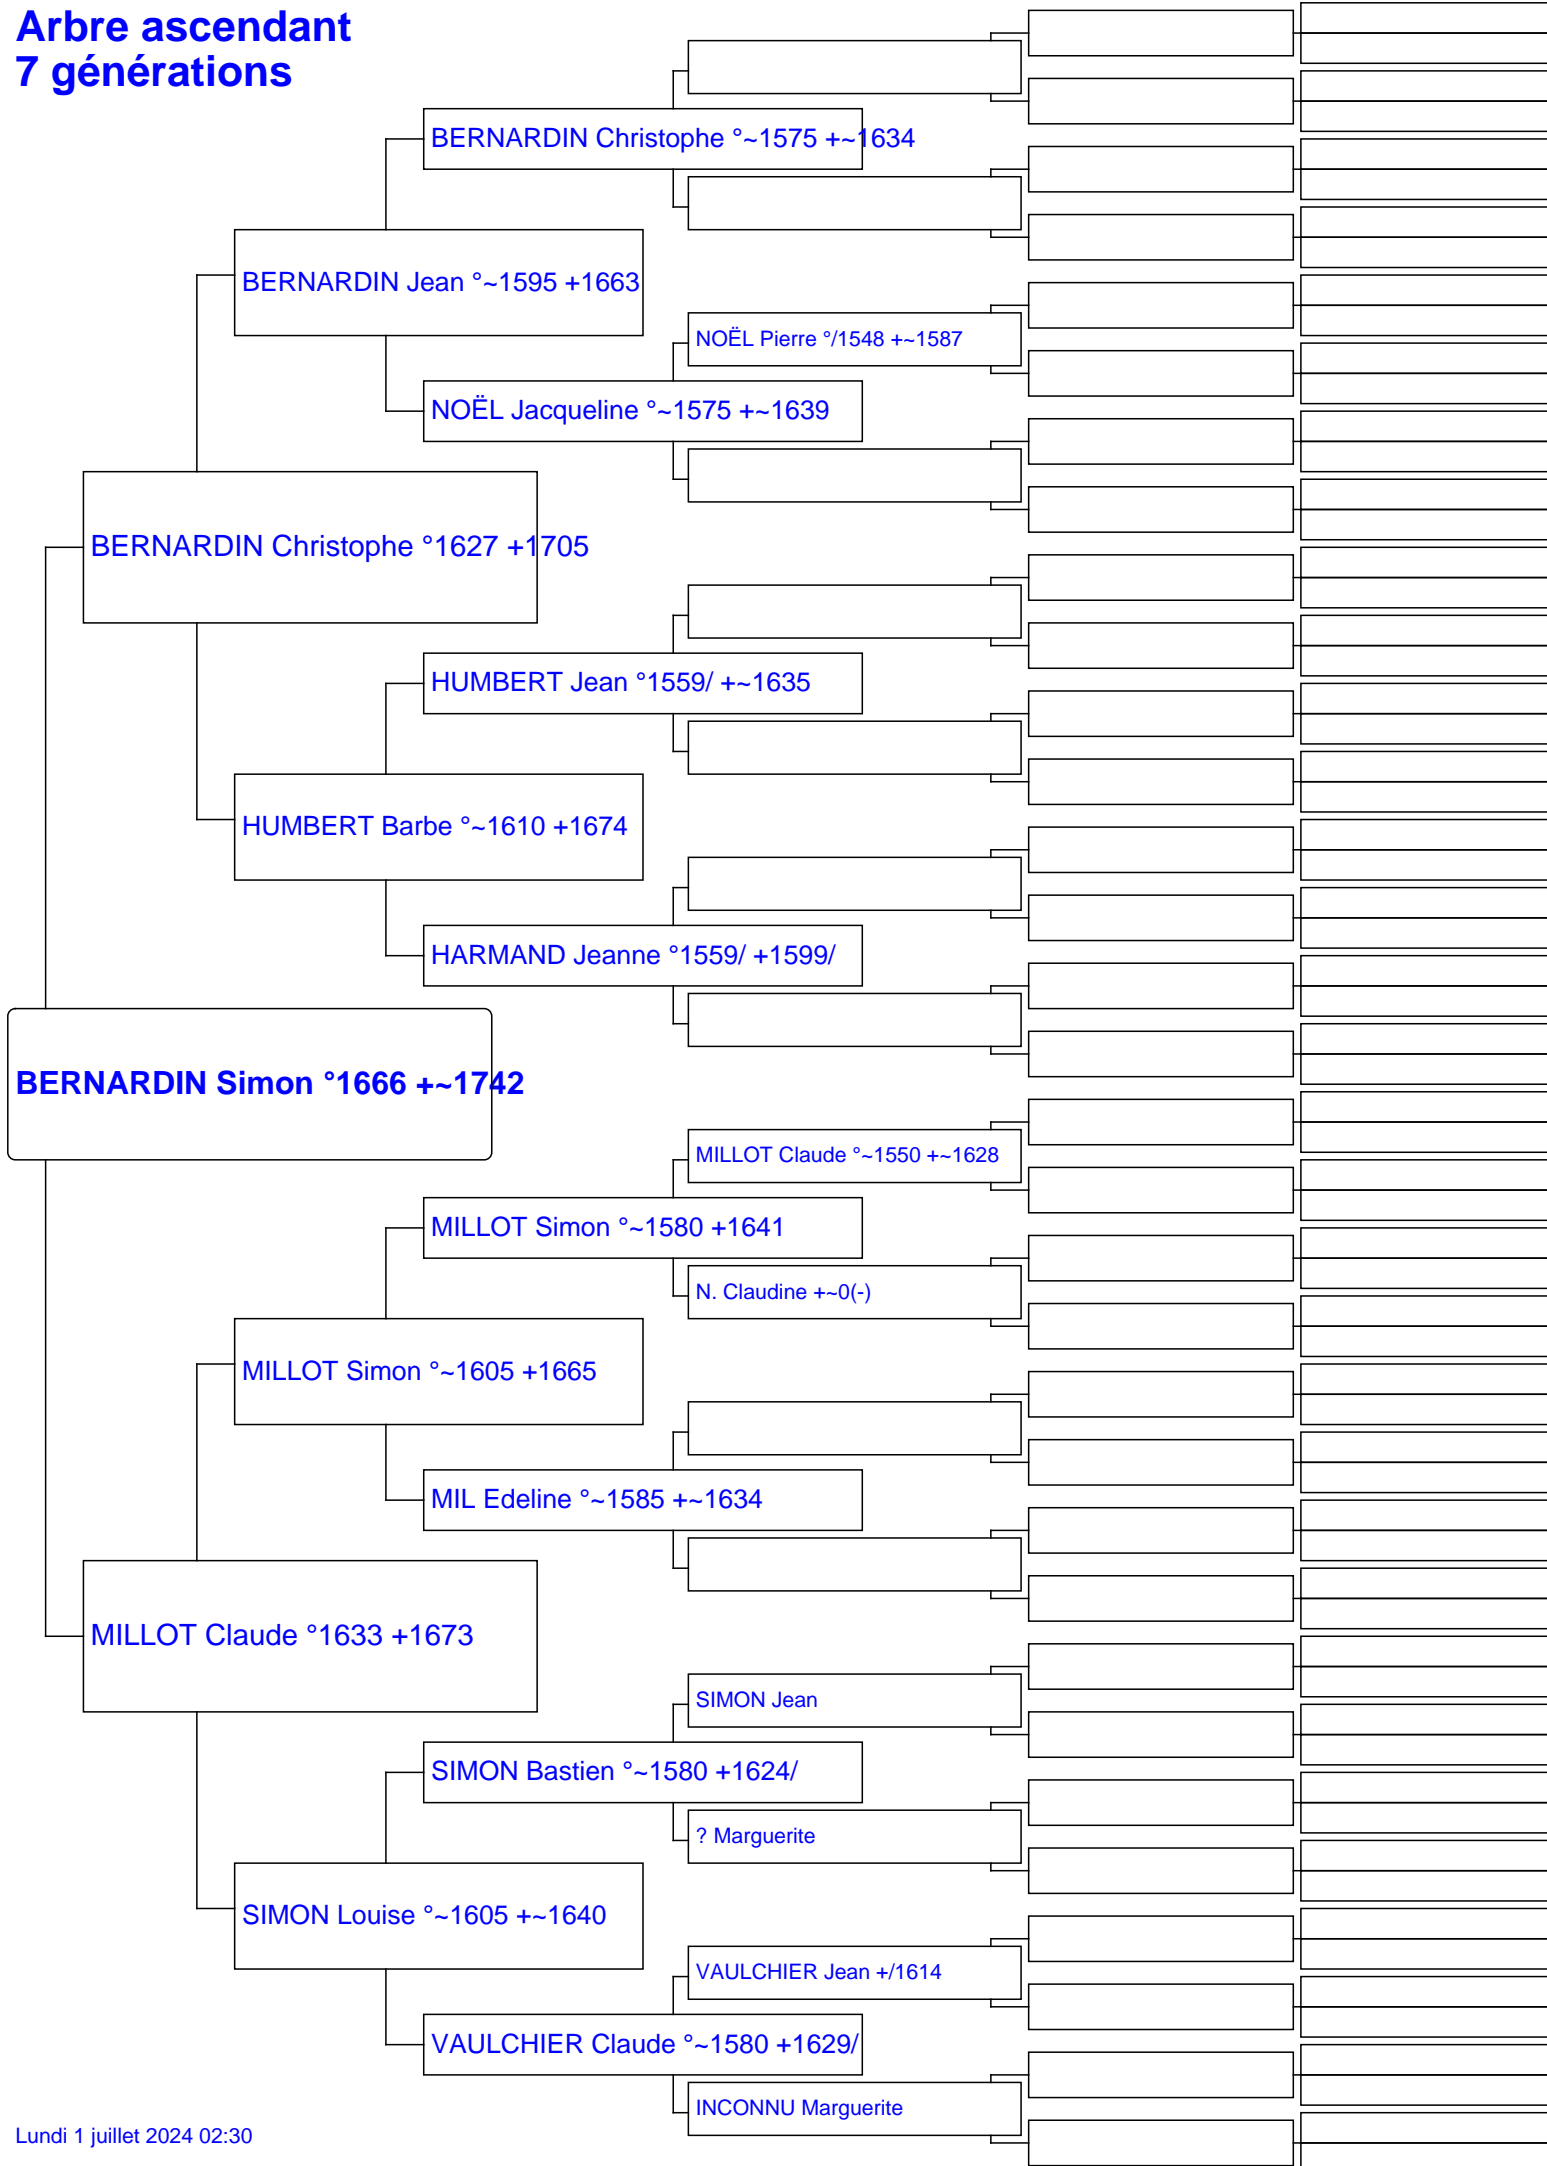 Arbre ascendant
7 générations
BERNARDIN Christophe °~1575 +~1634
BERNARDIN Jean °~1595 +1663
NOËL Pierre °/1548 +~1587
NOËL Jacqueline °~1575 +~1639
BERNARDIN Christophe °1627 +1705
HUMBERT Jean °1559/ +~1635
HUMBERT Barbe °~1610 +1674
HARMAND Jeanne °1559/ +1599/
BERNARDIN Simon °1666 +~1742
MILLOT Claude °~1550 +~1628
MILLOT Simon °~1580 +1641
N. Claudine +~0(-)
MILLOT Simon °~1605 +1665
MIL Edeline °~1585 +~1634
MILLOT Claude °1633 +1673
SIMON Jean
SIMON Bastien °~1580 +1624/
? Marguerite
SIMON Louise °~1605 +~1640
VAULCHIER Jean +/1614
VAULCHIER Claude °~1580 +1629/
INCONNU Marguerite
Lundi 1 juillet 2024 02:30